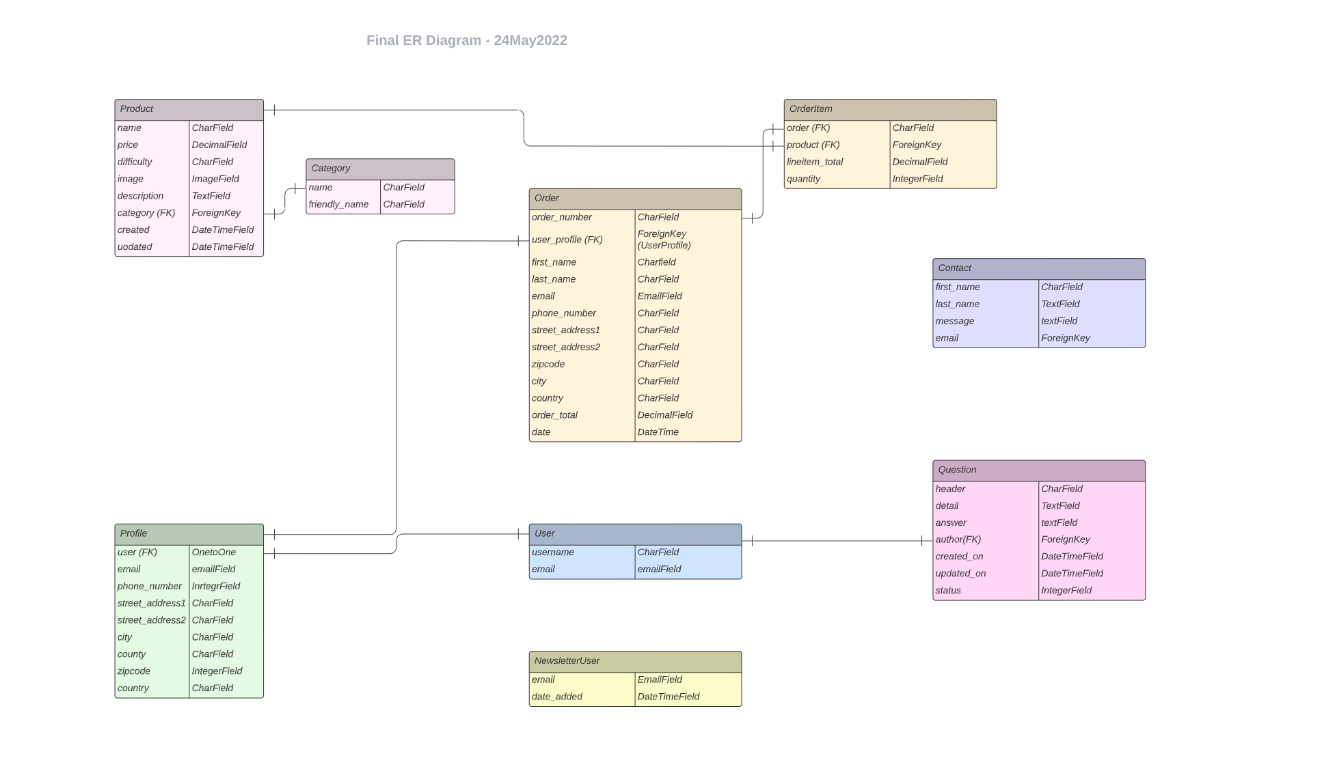 Final ER Diagram - 24May2022
Product
name CharField
price DecimalField
difficulty CharField
image ImageField
description TextField
category (FK) ForeignKey
created DateTimeField
uodated DateTimeField
Category
name CharField
friendly_name CharField
OrderItem
order (FK) CharField
product (FK) ForeignKey
lineitem_total DecimalField
quantity IntegerField
Order
order_number CharField
user_profile (FK) ForeignKey
(UserProfile)
first_name Charfield
last_name CharField
email EmailField
phone_number CharField
street_address1 CharField
street_address2 CharField
zipcode CharField
city CharField
country CharField
order_total DecimalField
date DateTime
Contact
first_name CharField
last_name TextField
message textField
email ForeignKey
Profile
user (FK) OnetoOne
email emailField
phone_number InrtegrField
street_address1 CharField
street_address2 CharField
city CharField
county CharField
zipcode IntegerField
country CharField
User
username CharField
email emailField
Question
header CharField
detail TextField
answer textField
author(FK) ForeignKey
created_on DateTimeField
updated_on DateTimeField
status IntegerField
NewsletterUser
email EmailField
date_added DateTimeField